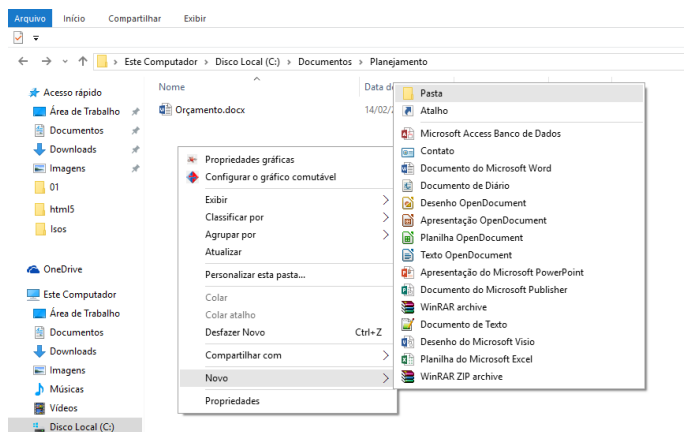 Arquivo Início Compartilhar Exibir
Este Computador > Disco Local (C:) > Documentos > Planejamento
Nome Data d
Orçamento.docx 14/02/
Acesso rápido
Área de Trabalho
Documentos
Downloads
Imagens
01
html5
Isos
OneDrive
Este Computador
Área de Trabalho
Documentos
Downloads
Imagens
Músicas
Vídeos
Disco Local (C:)
Propriedades gráficas
Configurar o gráfico comutável
Exibir
Classificar por
Agrupar por
Atualizar
Personalizar esta pasta...
Colar
Colar atalho
Desfazer Novo Ctrl+Z
Compartilhar com
Novo
Propriedades
Pasta
Atalho
Microsoft Access Banco de Dados
Contato
Documento do Microsoft Word
Documento de Diário
Desenho OpenDocument
Apresentação OpenDocument
Planilha OpenDocument
Texto OpenDocument
Apresentação do Microsoft PowerPoint
Documento do Microsoft Publisher
WinRAR archive
Documento de Texto
Desenho do Microsoft Visio
Planilha do Microsoft Excel
WinRAR ZIP archive